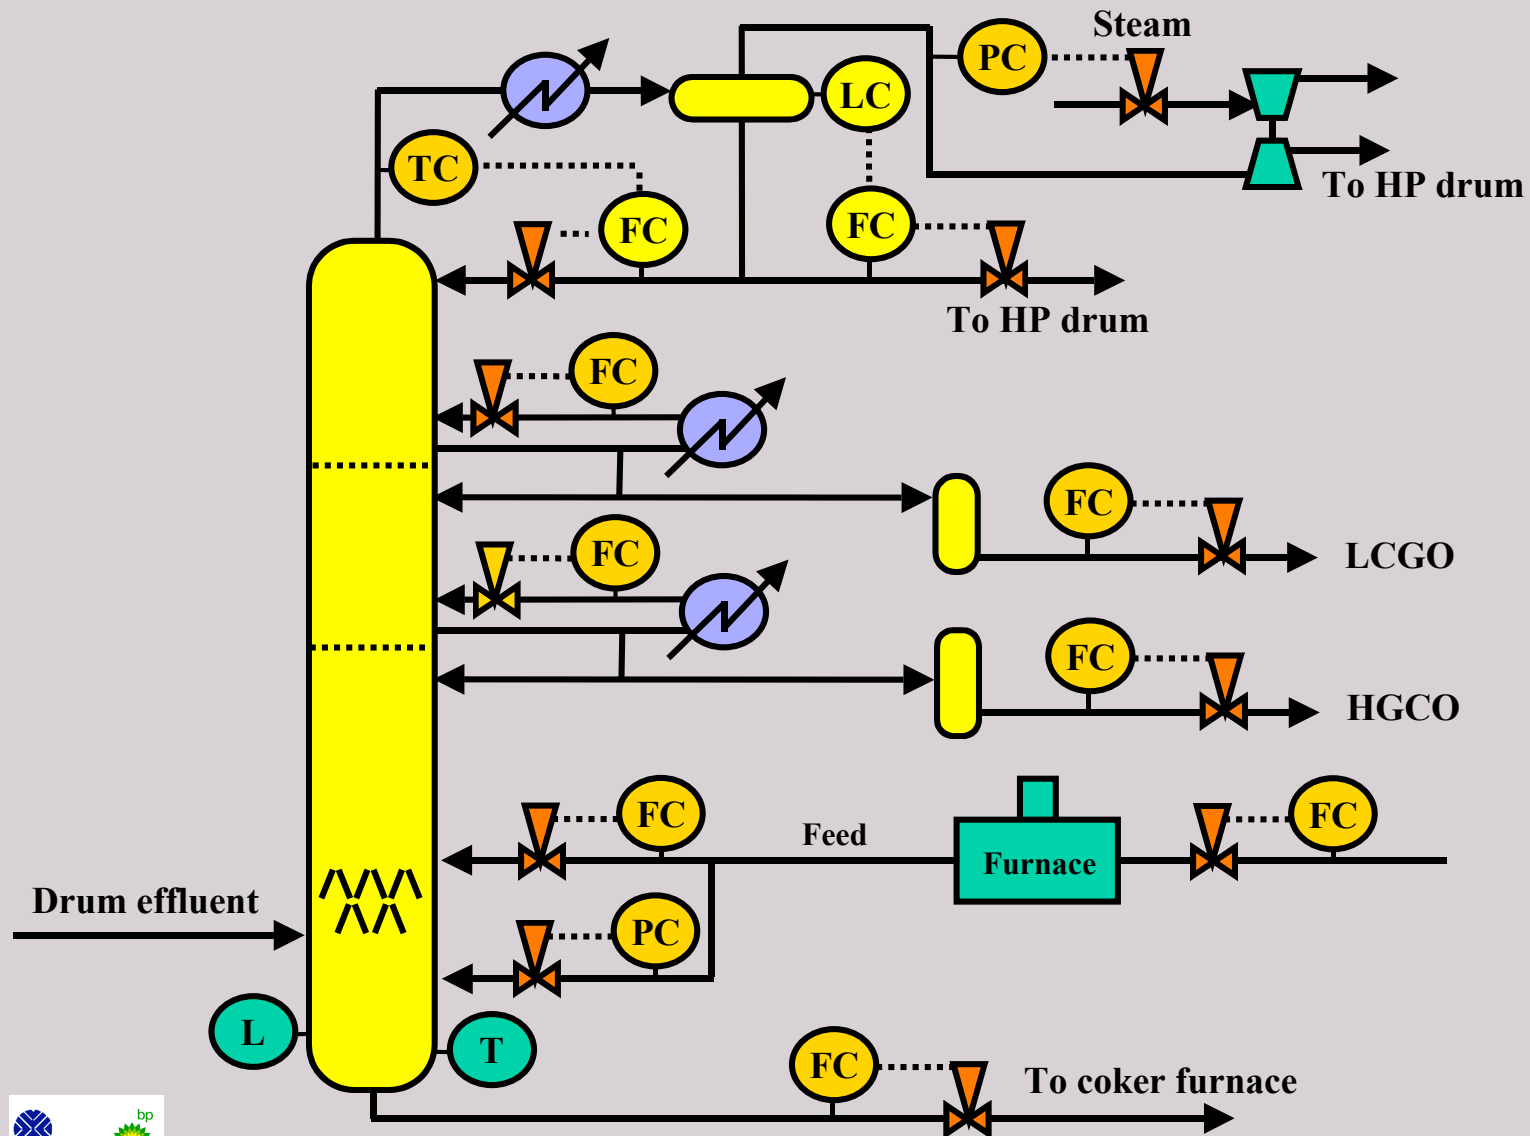 Steam
PC
LC
TC
To HP drum
FC
FC
To HP drum
FC
FC
LCGO
FC
FC
HGCO
FC
Feed
FC
Furnace
Drum effluent
PC
L
T
FC
To coker furnace
bp